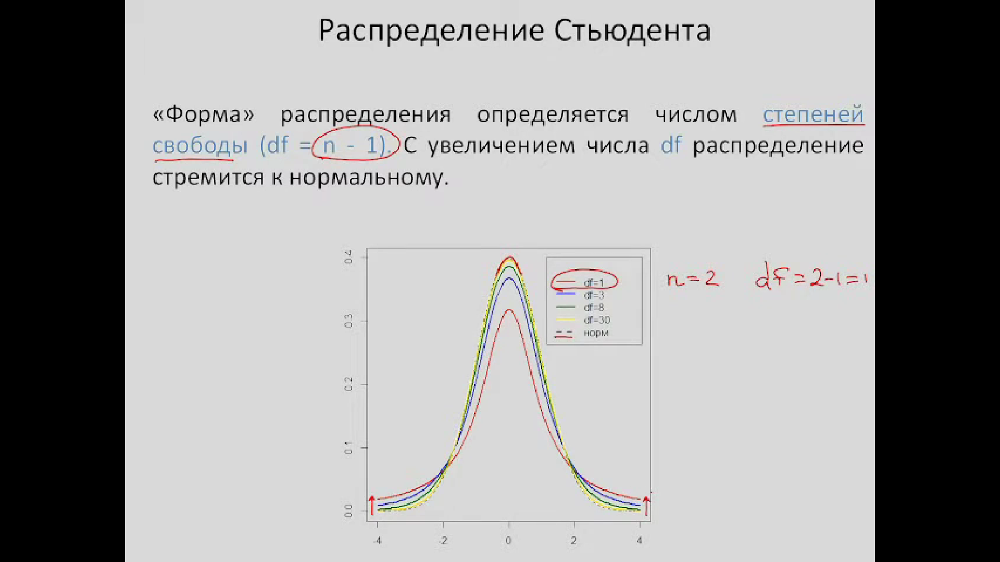 Распределение Стьюдента
«Форма» распределения определяется числом степеней
свободы (df = n - 1). С увеличением числа df распределение
стремится к нормальному.
0.4
0.3
0.2
0.1
0.0
-4 -2 0 2 4
df=1
df=3
df=8
df=30
норм
n=2 df=2-1=1